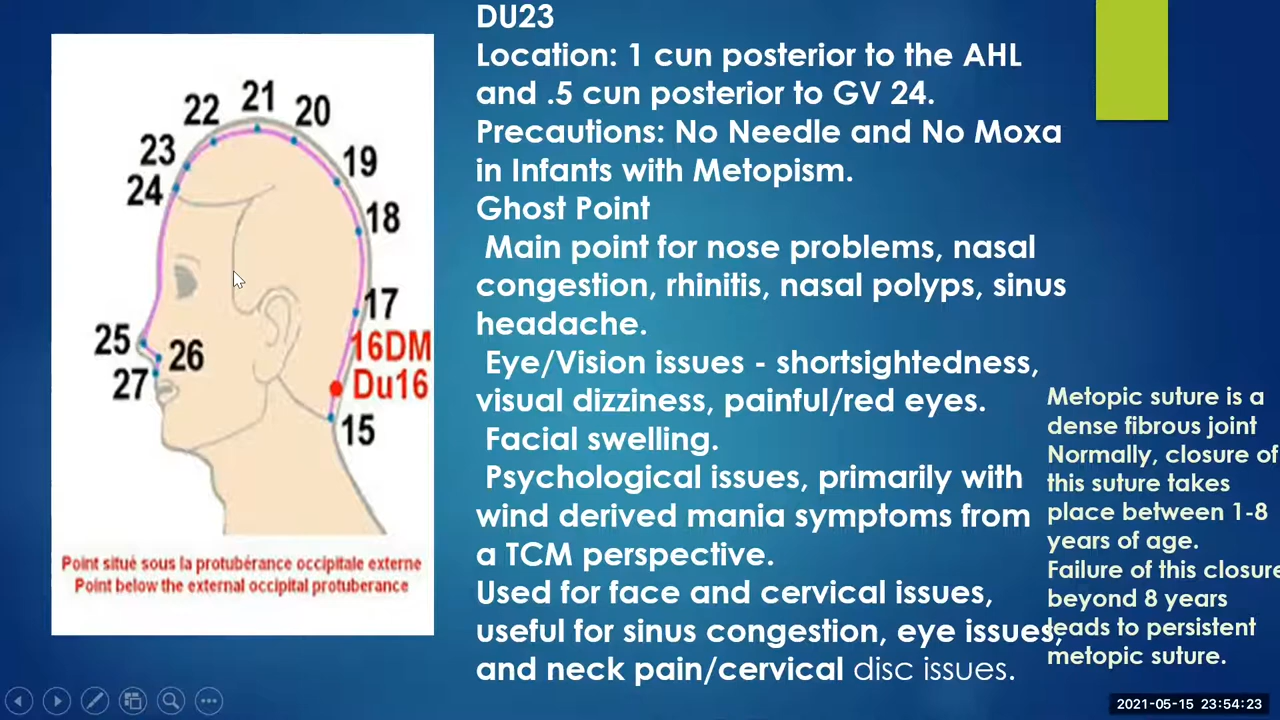 DU23
Location: 1 cun posterior to the AHL
and .5 cun posterior to GV 24.
Precautions: No Needle and No Moxa
in Infants with Metopism.
Ghost Point
Main point for nose problems, nasal
congestion, rhinitis, nasal polyps, sinus
headache.
Eye/Vision issues - shortsightedness,
visual dizziness, painful/red eyes.
Facial swelling.
Psychological issues, primarily with
wind derived mania symptoms from
a TCM perspective.
Used for face and cervical issues,
useful for sinus congestion, eye issues,
and neck pain/cervical disc issues.
Metopic suture is a
dense fibrous joint
Normally, closure of
this suture takes
place between 1-8
years of age.
Failure of this closure
beyond 8 years
leads to persistent
metopic suture.
21
22
20
23
19
24
18
17
25
16DM
26
27
Du16
15
Point situé sous la protubérance occipitale externe
Point below the external occipital protuberance
2021-05-15 23:54:23